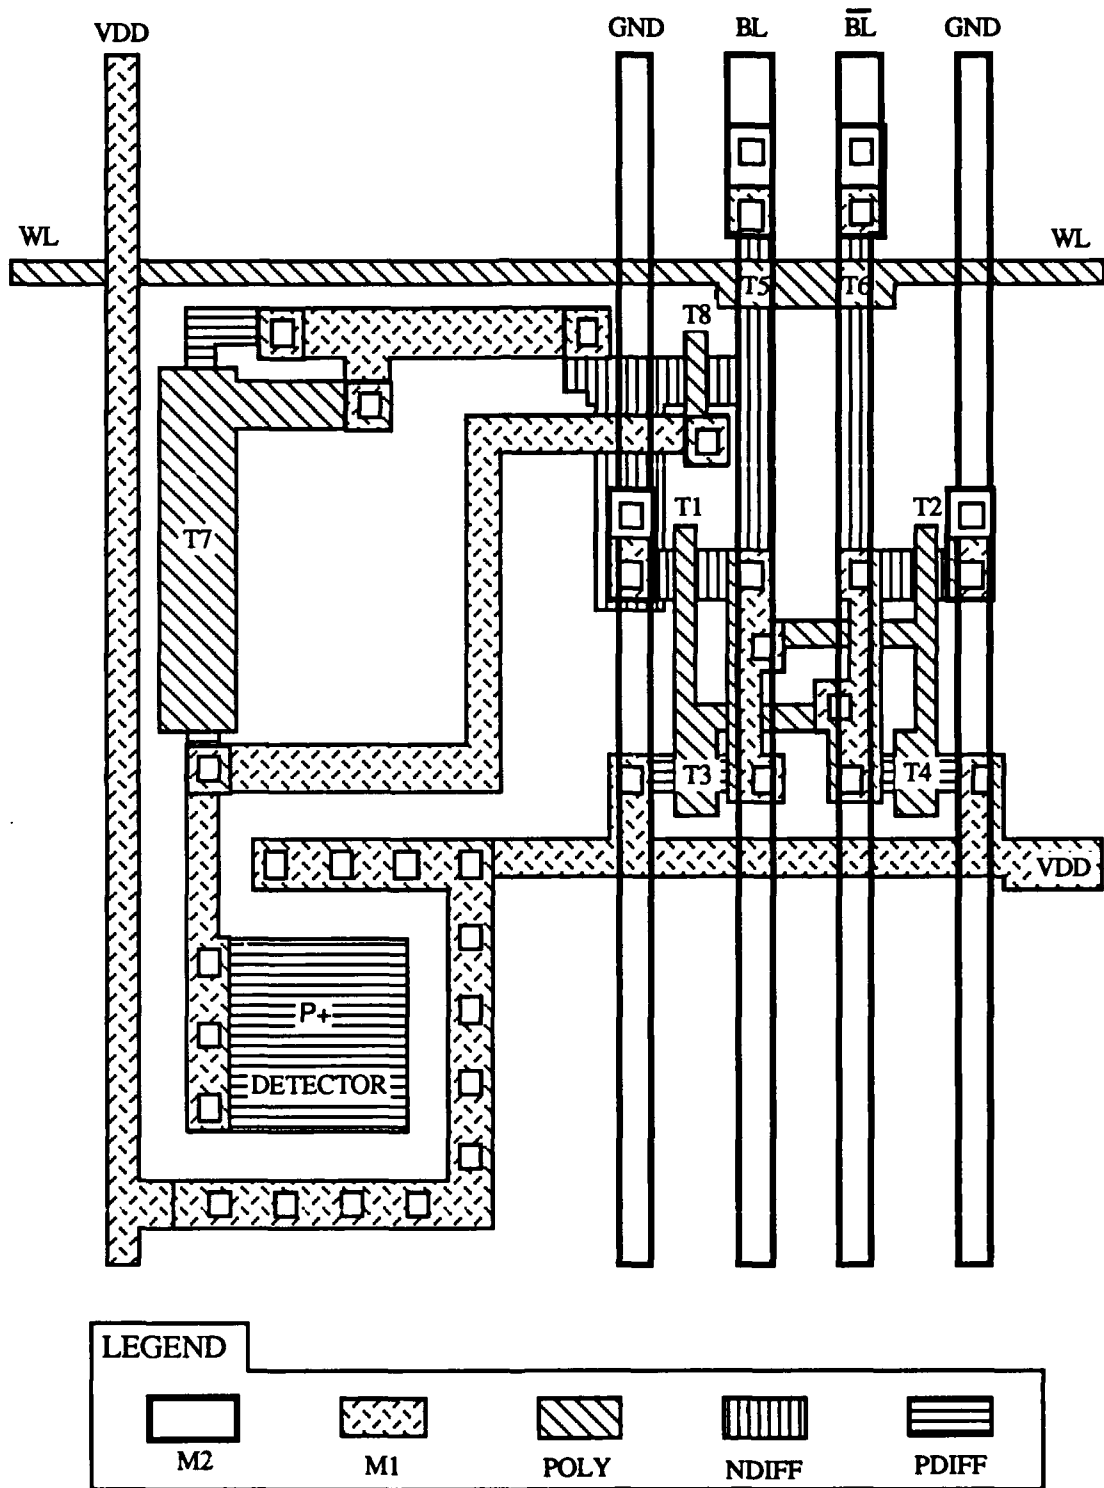 VDD
GND BL B̅L̅ GND
WL WL
T5 T6
T8
T7
T1 T2
T3 T4
VDD
P+
DETECTOR
LEGEND
M2 M1 POLY NDIFF PDIFF